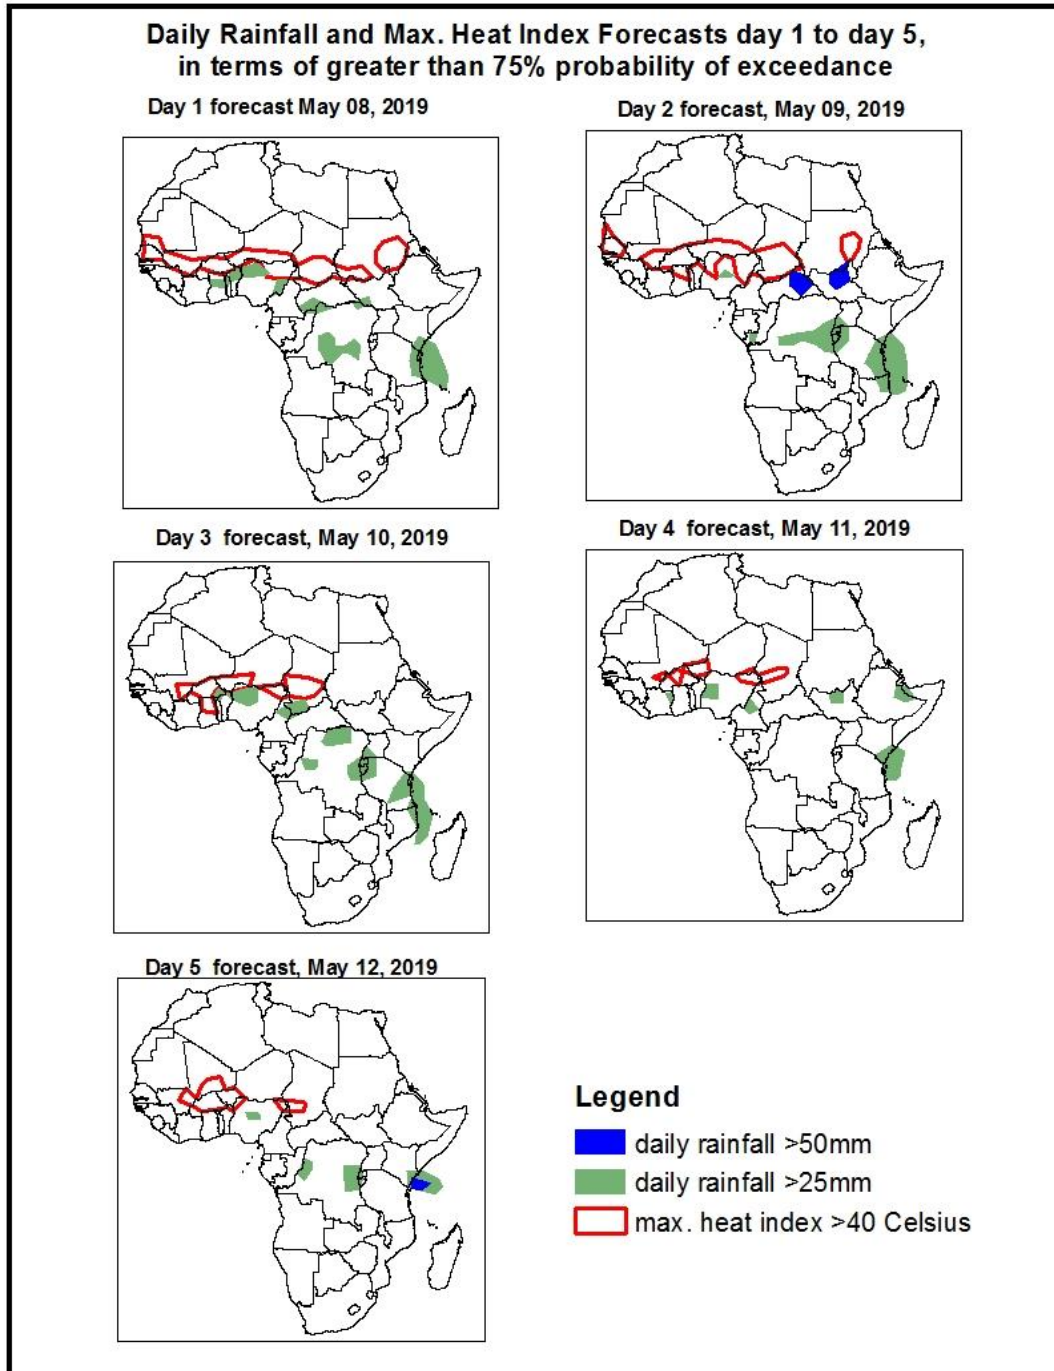 Daily Rainfall and Max. Heat Index Forecasts day 1 to day 5,
in terms of greater than 75% probability of exceedance
Day 1 forecast May 08, 2019
Day 2 forecast, May 09, 2019
Day 3 forecast, May 10, 2019
Day 4 forecast, May 11, 2019
Day 5 forecast, May 12, 2019
Legend
daily rainfall >50mm
daily rainfall >25mm
max. heat index >40 Celsius